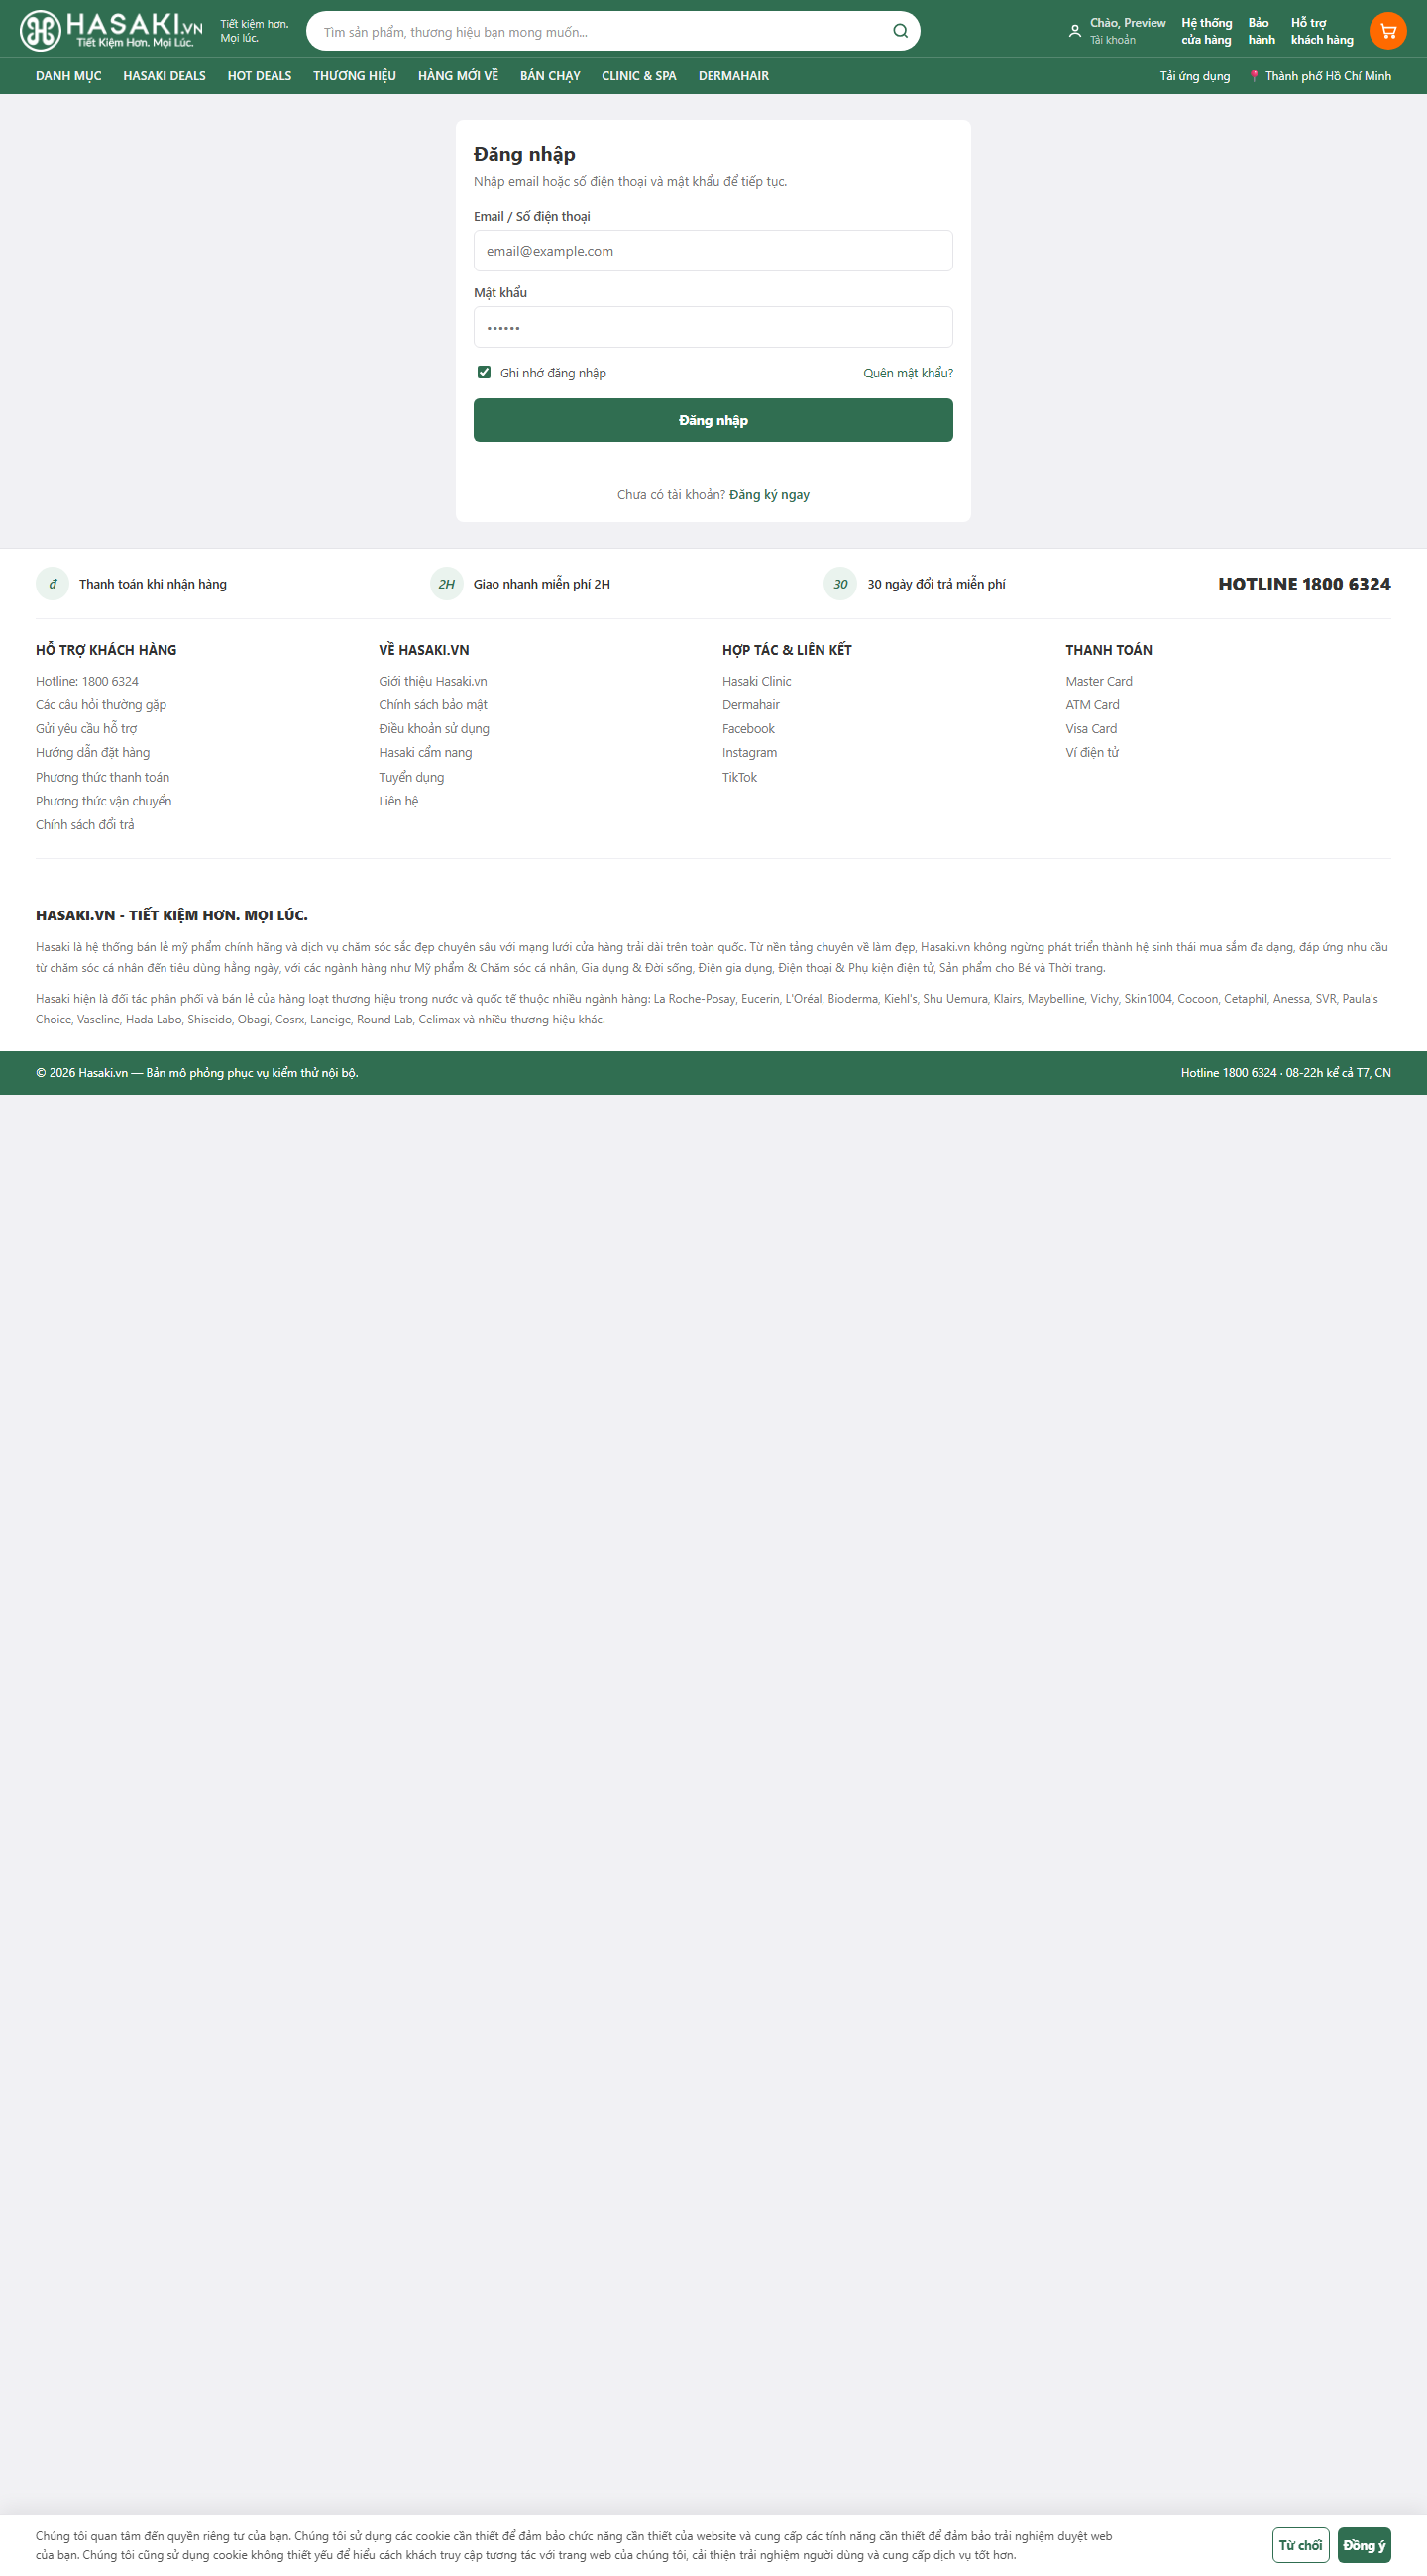 HASAKI.VN
Tiết Kiệm Hơn. Mọi Lúc.
Tiết kiệm hơn.
Mọi lúc.
Tìm sản phẩm, thương hiệu bạn mong muốn...
Chào, Preview
Tài khoản
Hệ thống
cửa hàng
Bảo
hành
Hỗ trợ
khách hàng
DANH MỤC
HASAKI DEALS
HOT DEALS
THƯƠNG HIỆU
HÀNG MỚI VỀ
BÁN CHẠY
CLINIC & SPA
DERMAHAIR
Tải ứng dụng
Thành phố Hồ Chí Minh
Đăng nhập
Nhập email hoặc số điện thoại và mật khẩu để tiếp tục.
Email / Số điện thoại
email@example.com
Mật khẩu
••••••
Ghi nhớ đăng nhập
Quên mật khẩu?
Đăng nhập
Chưa có tài khoản? Đăng ký ngay
₫
Thanh toán khi nhận hàng
2H
Giao nhanh miễn phí 2H
30
30 ngày đổi trả miễn phí
HOTLINE 1800 6324
HỖ TRỢ KHÁCH HÀNG
Hotline: 1800 6324
Các câu hỏi thường gặp
Gửi yêu cầu hỗ trợ
Hướng dẫn đặt hàng
Phương thức thanh toán
Phương thức vận chuyển
Chính sách đổi trả
VỀ HASAKI.VN
Giới thiệu Hasaki.vn
Chính sách bảo mật
Điều khoản sử dụng
Hasaki cẩm nang
Tuyển dụng
Liên hệ
HỢP TÁC & LIÊN KẾT
Hasaki Clinic
Dermahair
Facebook
Instagram
TikTok
THANH TOÁN
Master Card
ATM Card
Visa Card
Ví điện tử
HASAKI.VN - TIẾT KIỆM HƠN. MỌI LÚC.
Hasaki là hệ thống bán lẻ mỹ phẩm chính hãng và dịch vụ chăm sóc sắc đẹp chuyên sâu với mạng lưới cửa hàng trải dài trên toàn quốc. Từ nền tảng chuyên về làm đẹp, Hasaki.vn không ngừng phát triển thành hệ sinh thái mua sắm đa dạng, đáp ứng nhu cầu
từ chăm sóc cá nhân đến tiêu dùng hằng ngày, với các ngành hàng như Mỹ phẩm & Chăm sóc cá nhân, Gia dụng & Đời sống, Điện gia dụng, Điện thoại & Phụ kiện điện tử, Sản phẩm cho Bé và Thời trang.
Hasaki hiện là đối tác phân phối và bán lẻ của hàng loạt thương hiệu trong nước và quốc tế thuộc nhiều ngành hàng: La Roche-Posay, Eucerin, L'Oréal, Bioderma, Kiehl's, Shu Uemura, Klairs, Maybelline, Vichy, Skin1004, Cocoon, Cetaphil, Anessa, SVR, Paula's
Choice, Vaseline, Hada Labo, Shiseido, Obagi, Cosrx, Laneige, Round Lab, Celimax và nhiều thương hiệu khác.
© 2026 Hasaki.vn — Bản mô phỏng phục vụ kiểm thử nội bộ.
Hotline 1800 6324 · 08-22h kể cả T7, CN
Chúng tôi quan tâm đến quyền riêng tư của bạn. Chúng tôi sử dụng các cookie cần thiết để đảm bảo chức năng cần thiết của website và cung cấp các tính năng cần thiết để đảm bảo trải nghiệm duyệt web
của bạn. Chúng tôi cũng sử dụng cookie không thiết yếu để hiểu cách khách truy cập tương tác với trang web của chúng tôi, cải thiện trải nghiệm người dùng và cung cấp dịch vụ tốt hơn.
Từ chối
Đồng ý